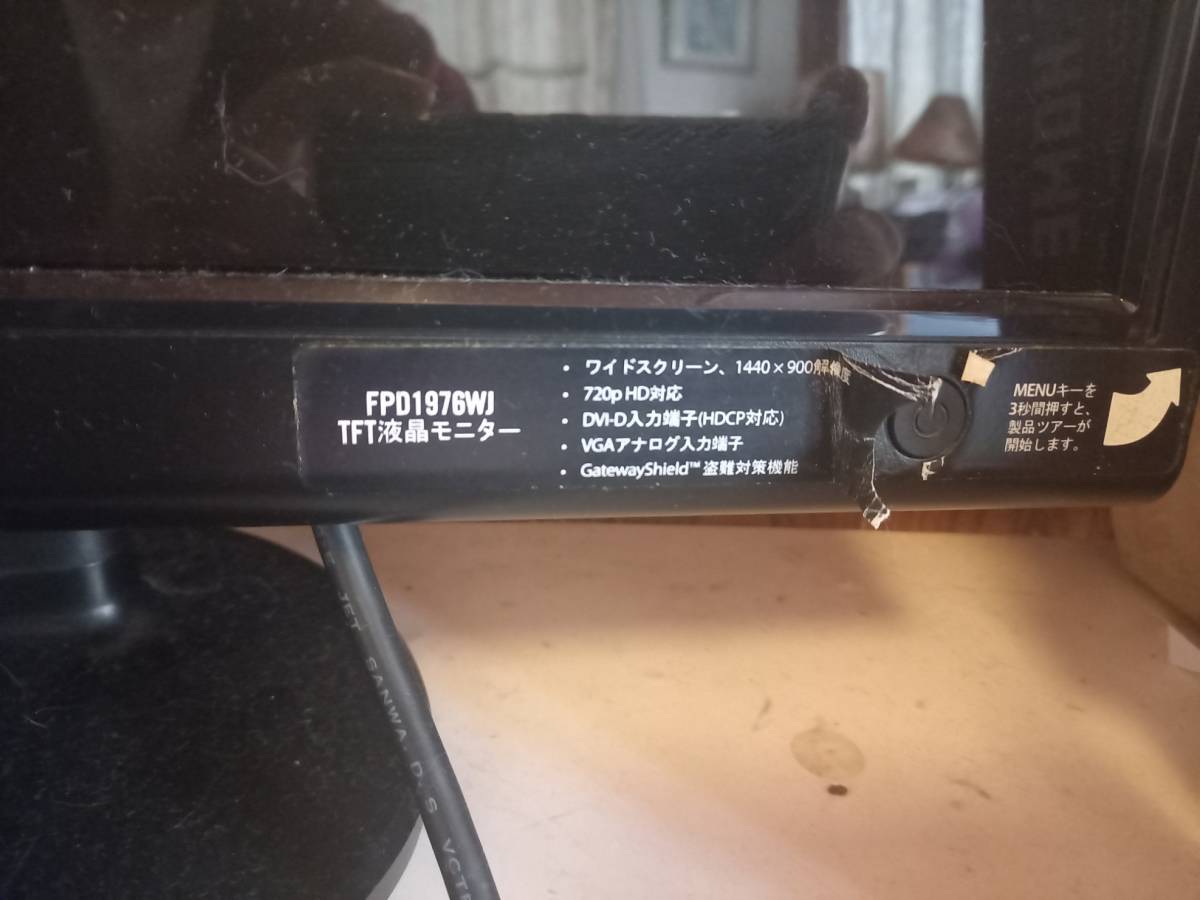 FPD1976WJ
TFT液晶モニター
• ワイドスクリーン、1440×900解像度
• 720p HD対応
• DVI-D入力端子(HDCP対応)
• VGAアナログ入力端子
• GatewayShield™ 盗難対策機能
MENUキーを
3秒間押すと、
製品ツアーが
開始します。
JET SANWA.D.S VCTF